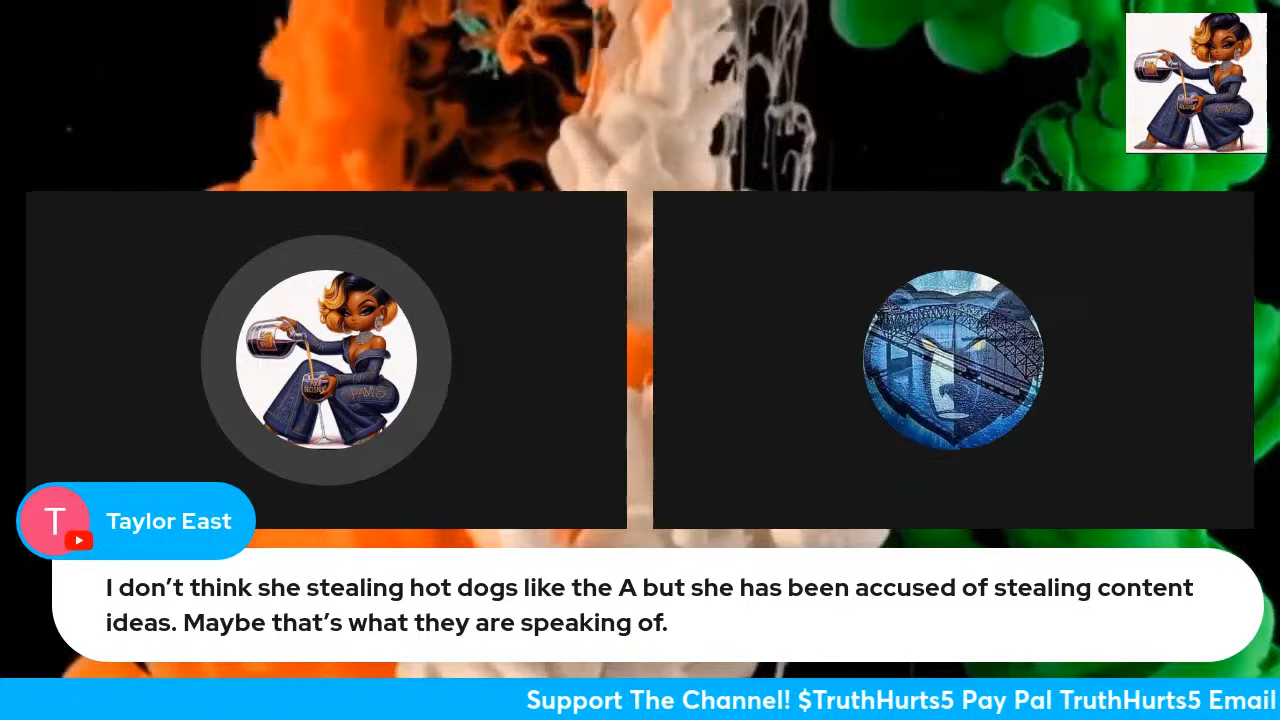 T
Taylor East
I don’t think she stealing hot dogs like the A but she has been accused of stealing content
ideas. Maybe that’s what they are speaking of.
Support The Channel! $TruthHurts5 Pay Pal TruthHurts5 Email